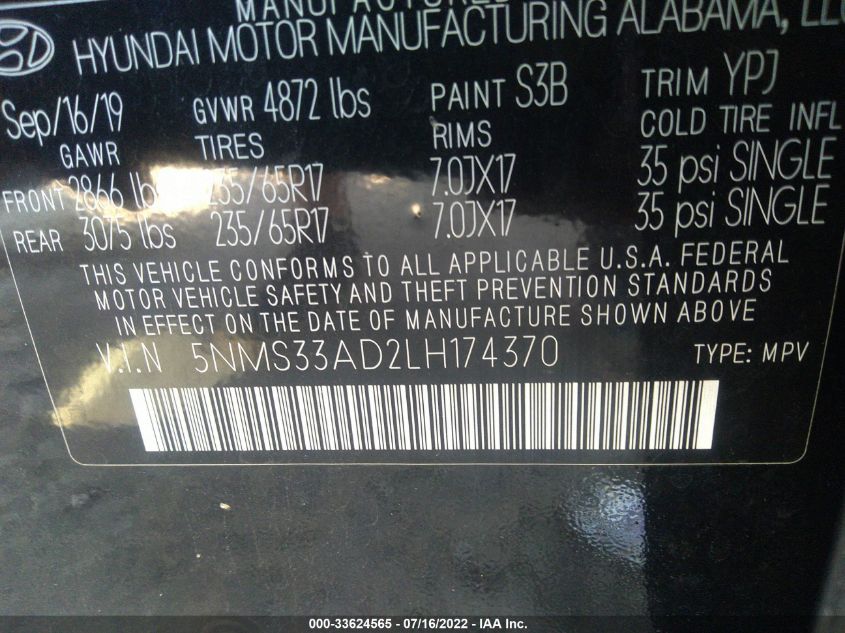 MANUFACTURED
HYUNDAI MOTOR MANUFACTURING ALABAMA, LLC
Sep/16/19 GVWR 4872 lbs PAINT S3B TRIM YPJ
GAWR TIRES RIMS COLD TIRE INFL
FRONT 2866 lbs 235/65R17 7.0JX17 35 psi SINGLE
REAR 3075 lbs 235/65R17 7.0JX17 35 psi SINGLE
THIS VEHICLE CONFORMS TO ALL APPLICABLE U.S.A. FEDERAL
MOTOR VEHICLE SAFETY AND THEFT PREVENTION STANDARDS
IN EFFECT ON THE DATE OF MANUFACTURE SHOWN ABOVE
V.I.N 5NMS33AD2LH174370 TYPE: MPV
000-33624565 - 07/16/2022 - IAA Inc.